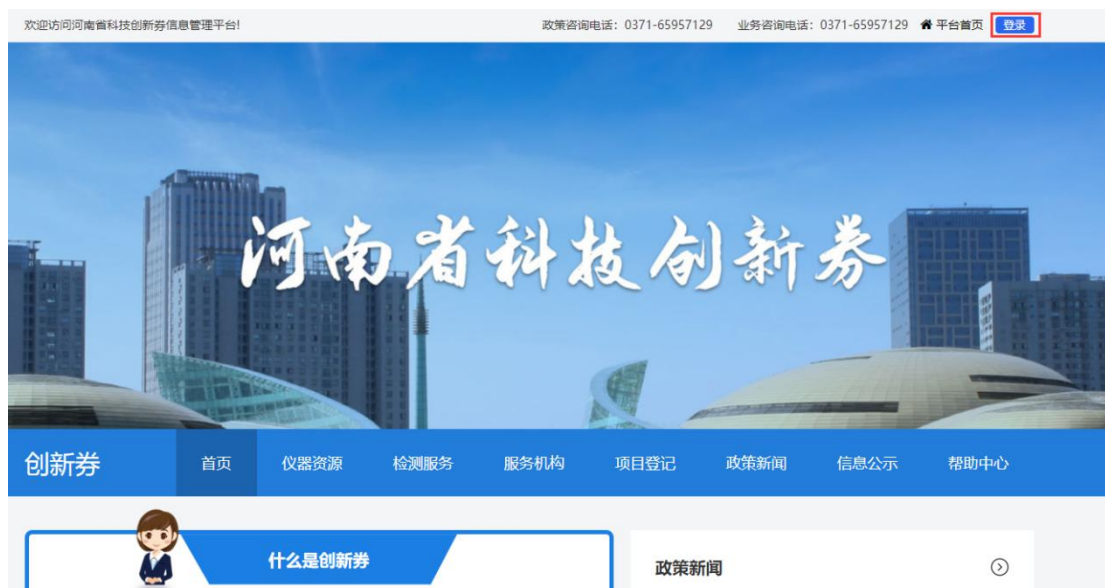 欢迎访问河南省科技创新券信息管理平台! 政策咨询电话：0371-65957129 业务咨询电话：0371-65957129 平台首页 登录
河南省科技创新券
创新券 首页 仪器资源 检测服务 服务机构 项目登记 政策新闻 信息公示 帮助中心
什么是创新券
政策新闻